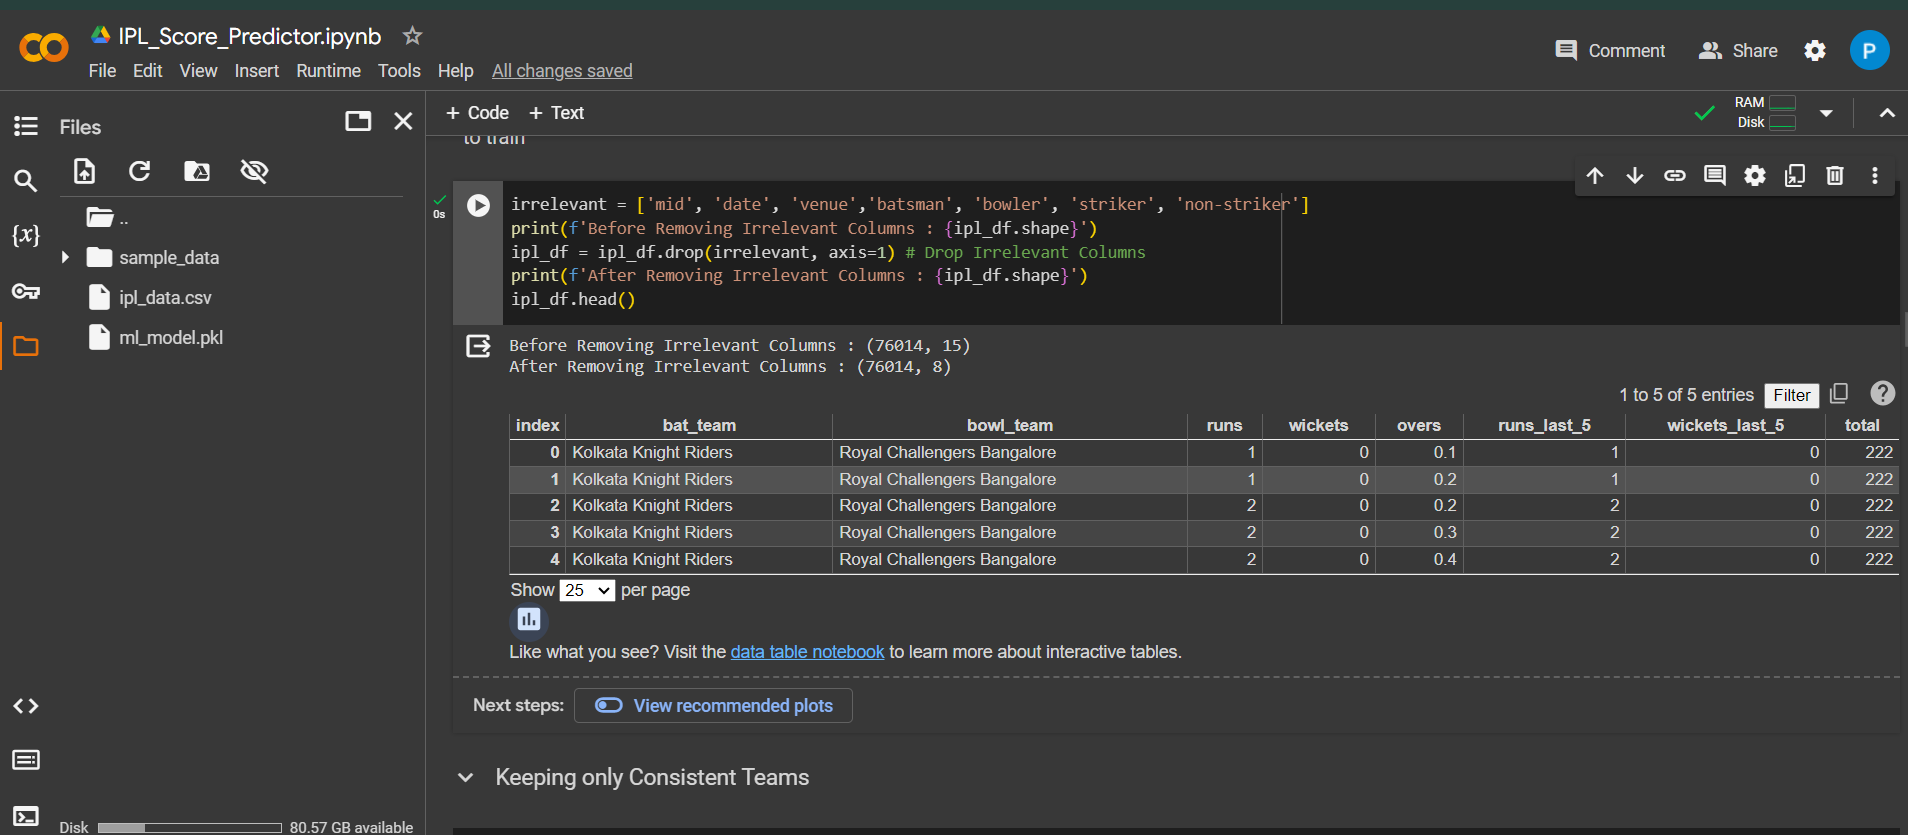 IPL_Score_Predictor.ipynb
File Edit View Insert Runtime Tools Help All changes saved
Comment Share P
Files
+ Code + Text
RAM
Disk
to train
{x}
..
sample_data
ipl_data.csv
ml_model.pkl
0s
irrelevant = ['mid', 'date', 'venue','batsman', 'bowler', 'striker', 'non-striker']
print(f'Before Removing Irrelevant Columns : {ipl_df.shape}')
ipl_df = ipl_df.drop(irrelevant, axis=1) # Drop Irrelevant Columns
print(f'After Removing Irrelevant Columns : {ipl_df.shape}')
ipl_df.head()
Before Removing Irrelevant Columns : (76014, 15)
After Removing Irrelevant Columns : (76014, 8)
1 to 5 of 5 entries Filter ?
index bat_team bowl_team runs wickets overs runs_last_5 wickets_last_5 total
0 Kolkata Knight Riders Royal Challengers Bangalore 1 0 0.1 1 0 222
1 Kolkata Knight Riders Royal Challengers Bangalore 1 0 0.2 1 0 222
2 Kolkata Knight Riders Royal Challengers Bangalore 2 0 0.2 2 0 222
3 Kolkata Knight Riders Royal Challengers Bangalore 2 0 0.3 2 0 222
4 Kolkata Knight Riders Royal Challengers Bangalore 2 0 0.4 2 0 222
Show 25 per page
Like what you see? Visit the data table notebook to learn more about interactive tables.
Next steps: View recommended plots
Keeping only Consistent Teams
Disk 80.57 GB available